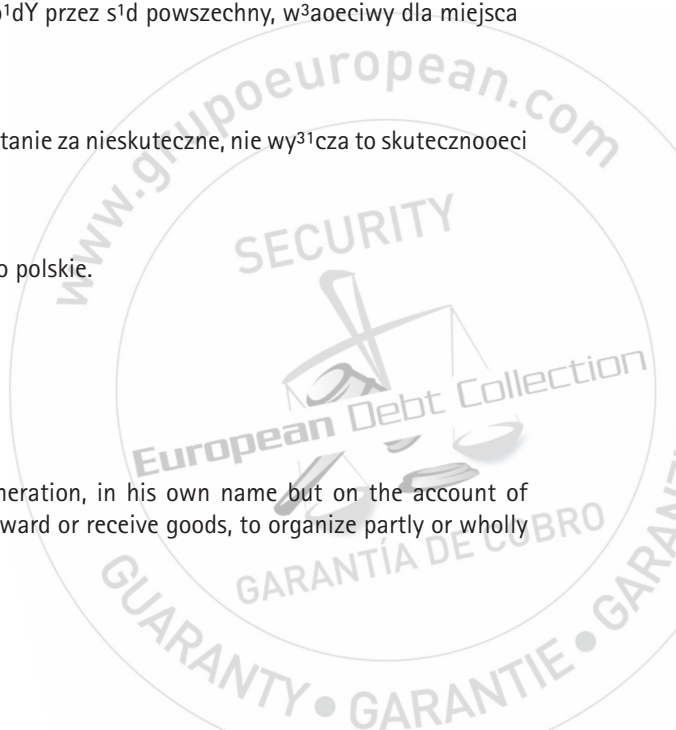 ¹dY przez s¹d powszechny, w³aoeciwy dla miejsca
tanie za nieskuteczne, nie wy³¹cza to skutecznooeci
o polskie.
neration, in his own name but on the account of
ward or receive goods, to organize partly or wholly
www.grupoeuropean.com
SECURITY
European Debt Collection
GARANTÍA DE COBRO
GUARANTY • GARANTIE • GARANTI